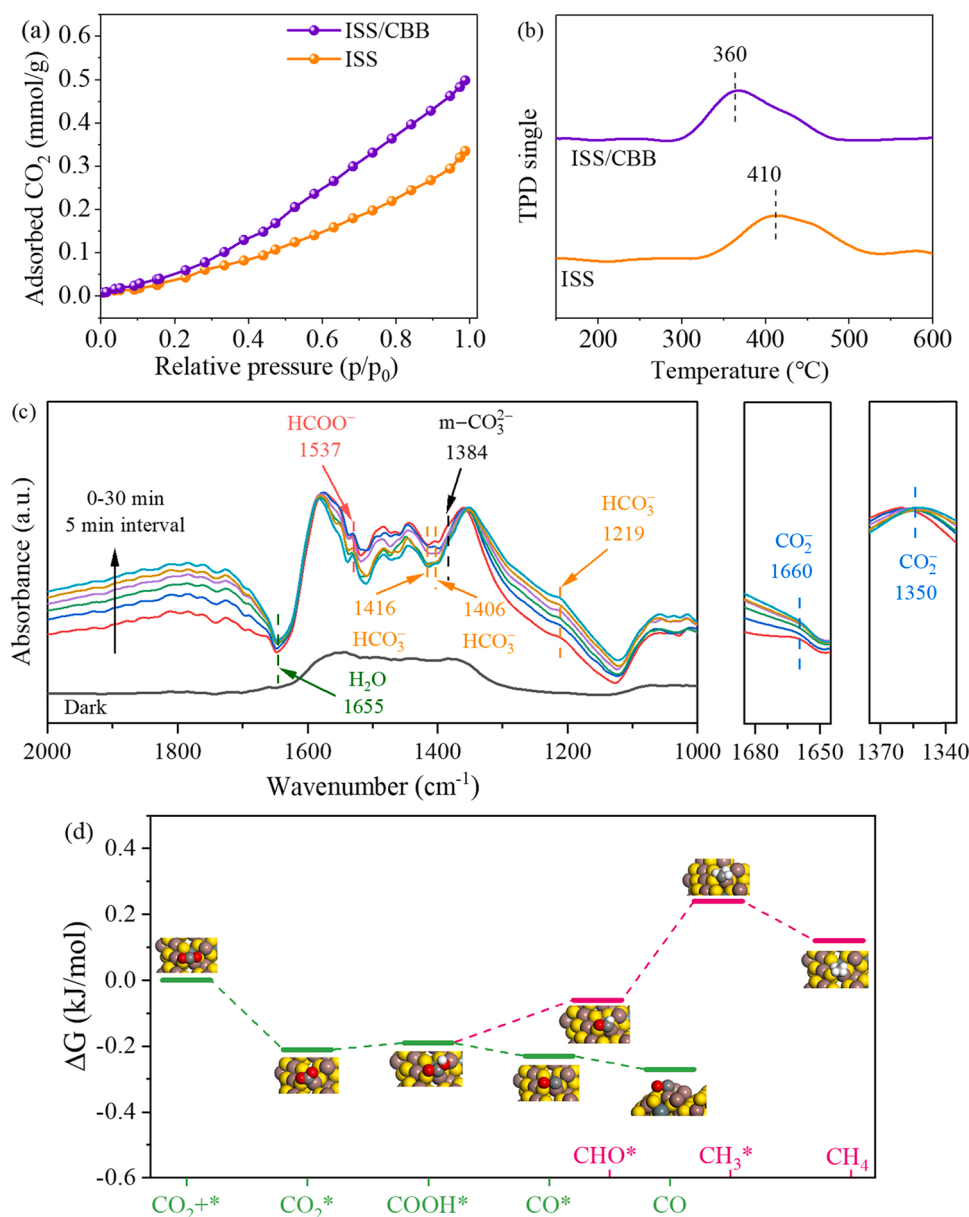 (a)
0.6
0.5
0.4
0.3
0.2
0.1
0.0
Adsorbed CO₂ (mmol/g)
ISS/CBB
ISS
0.0 0.2 0.4 0.6 0.8 1.0
Relative pressure (p/p₀)
(b)
TPD single
360
ISS/CBB
410
ISS
200 300 400 500 600
Temperature (°C)
(c)
Absorbance (a.u.)
0-30 min
5 min interval
HCOO⁻
1537
m−CO₃²⁻
1384
HCO₃⁻
1219
1416
HCO₃⁻
1406
HCO₃⁻
H₂O
1655
Dark
2000 1800 1600 1400 1200 1000
Wavenumber (cm⁻¹)
CO₂⁻
1660
1680 1650
CO₂⁻
1350
1370 1340
(d)
0.4
0.2
0.0
-0.2
-0.4
-0.6
ΔG (kJ/mol)
CHO* CH₃* CH₄
CO₂+* CO₂* COOH* CO* CO